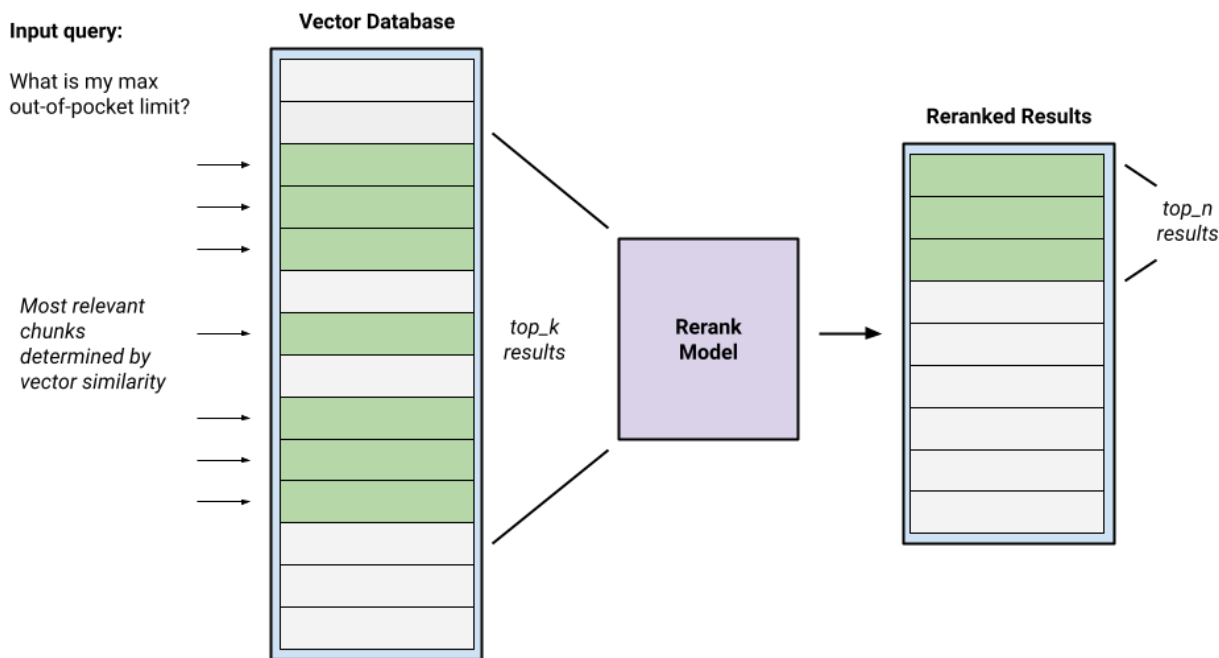 Input query:
What is my max
out-of-pocket limit?
Most relevant
chunks
determined by
vector similarity
Vector Database
top_k
results
Rerank
Model
Reranked Results
top_n
results